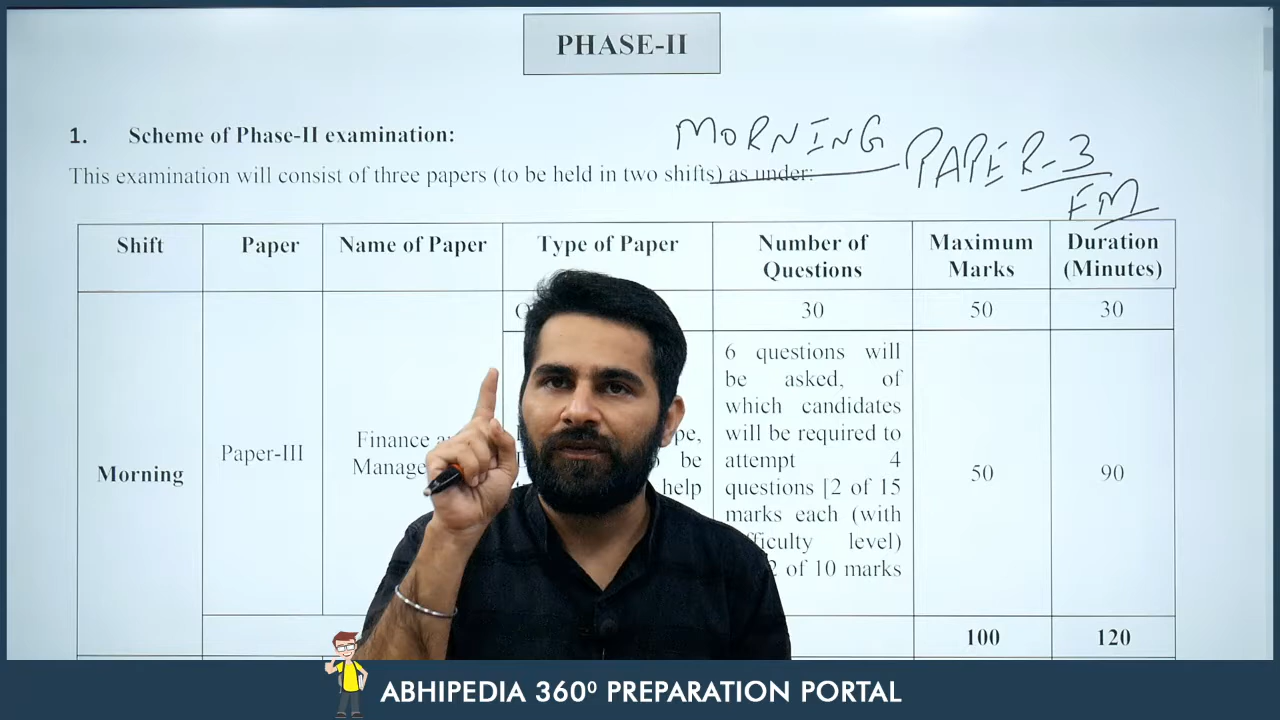 PHASE-II
1. Scheme of Phase-II examination:
MORNING
PAPER-3
This examination will consist of three papers (to be held in two shifts) as under:
FM
Shift Paper Name of Paper Type of Paper Number of Questions Maximum Marks Duration (Minutes)
30 50 30
Morning
Paper-III
Finance
6 questions will
be asked, of
which candidates
will be required to
attempt 4
questions [2 of 15
marks each (with
level)
2 of 10 marks
be
help
50
90
100 120
ABHIPEDIA 360⁰ PREPARATION PORTAL